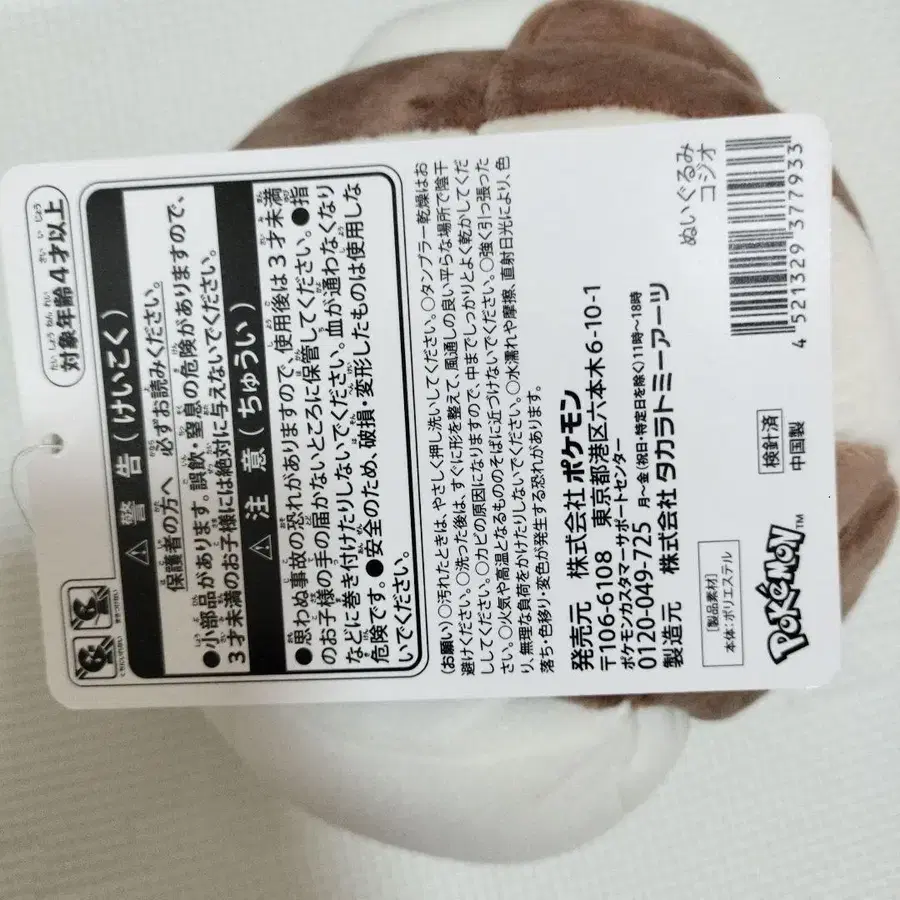 対象年齢4才以上
⚠ 警告(けいこく)
保護者の方へ 必ずお読みください。
●小部品があります。誤飲、窒息の危険がありますので、
3才未満のお子様には絶対に与えないでください。
⚠ 注意(ちゅうい)
●思わぬ事故の恐れがありますので、使用後は3才未満
のお子様の手の届かないところに保管してください。●指
などに巻き付けたりしないでください。血が通わなくなり
危険です。●安全のため、破損・変形したものは使用しな
いでください。
(お願い)○汚れたときは、やさしく押し洗いしてください。○タンブラー乾燥はお
避けください。○洗った後は、すぐに形を整えて、風通しの良い平らな場所で陰干
ししてください。○カビの原因になりますので、中までしっかりとよく乾かしてくだ
さい。○火気や高温となるもののそばに近づけないでください。○強く引っ張った
り、無理な負荷をかけたりしないでください。○水濡れや摩擦、直射日光により、色
落ち・色移り・変色が発生する恐れがあります。
発売元 株式会社ポケモン
〒106-6108 東京都港区六本木6-10-1
ポケモンカスタマーサポートセンター
0120-049-725 月〜金(祝日・特定日を除く)11時〜18時
製造元 株式会社タカラトミーアーツ
[製品素材]
本体:ポリエステル
POKéMON™
検針済
中国製
ぬいぐるみ
コジオ
4 521329 377933